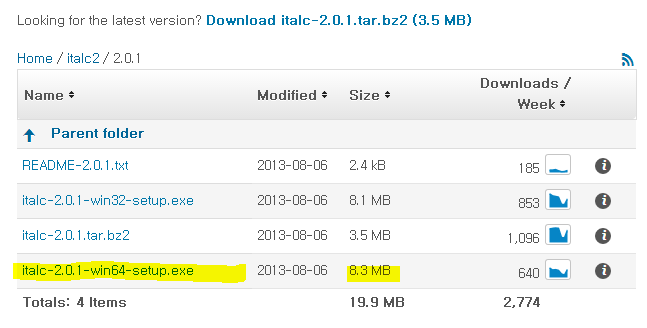 Looking for the latest version? Download italc-2.0.1.tar.bz2 (3.5 MB)
Home / italc2 / 2.0.1
Name Modified Size Downloads / Week
Parent folder
README-2.0.1.txt 2013-08-06 2.4 kB 185
italc-2.0.1-win32-setup.exe 2013-08-06 8.1 MB 853
italc-2.0.1.tar.bz2 2013-08-06 3.5 MB 1,096
italc-2.0.1-win64-setup.exe 2013-08-06 8.3 MB 640
Totals: 4 Items 19.9 MB 2,774